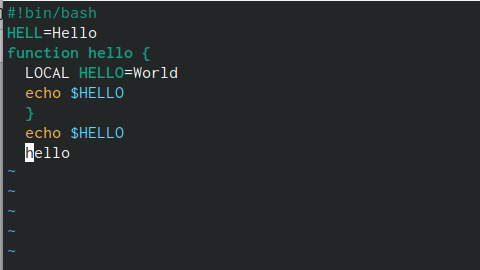 #!bin/bash
HELL=Hello
function hello {
  LOCAL HELLO=World
  echo $HELLO
  }
  echo $HELLO
  hello
~
~
~
~
~